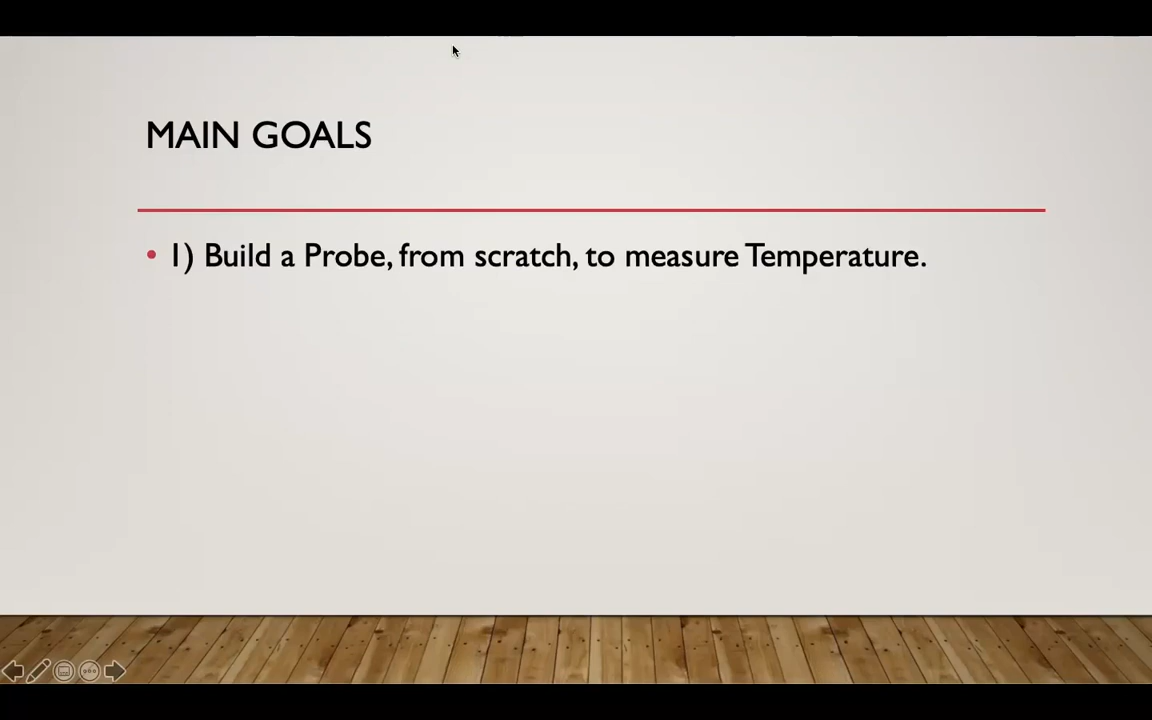 MAIN GOALS
• 1) Build a Probe, from scratch, to measure Temperature.